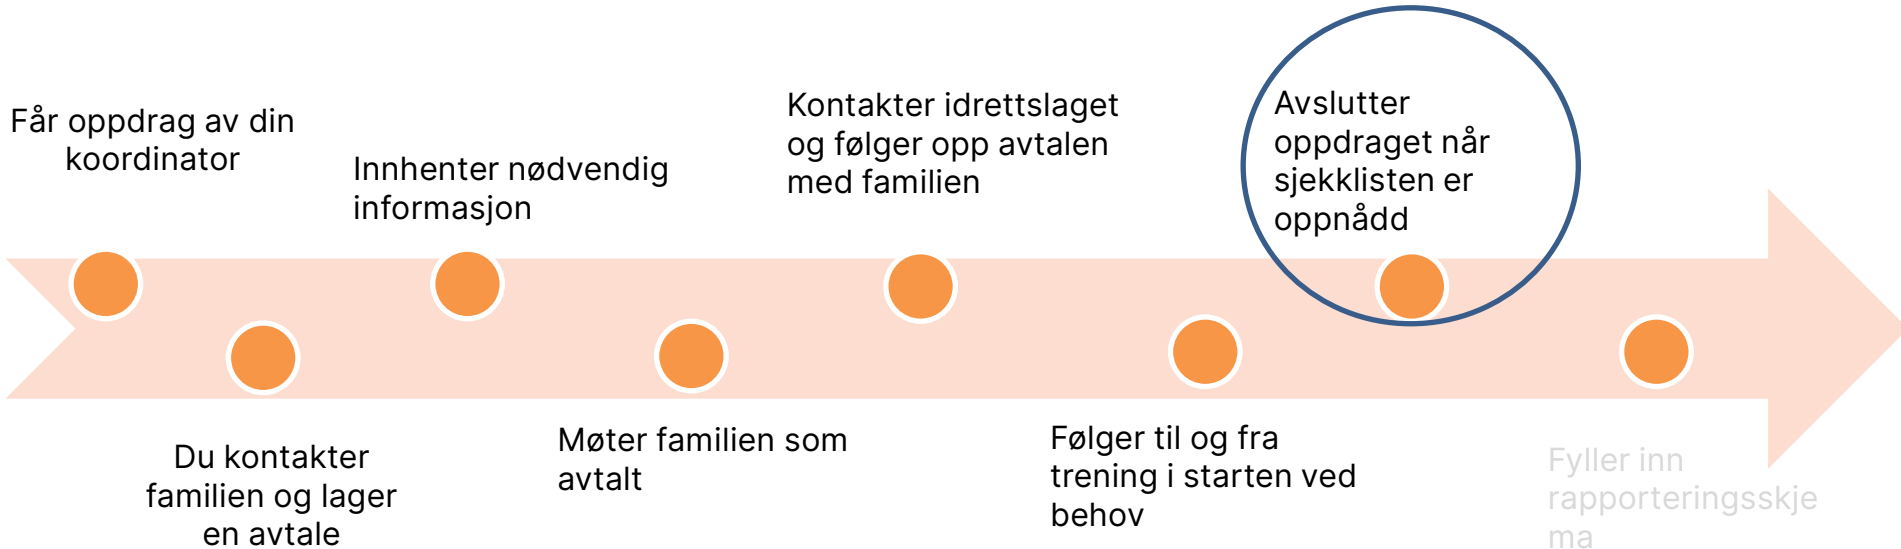 Får oppdrag av din
koordinator
Du kontakter
familien og lager
en avtale
Innhenter nødvendig
informasjon
Møter familien som
avtalt
Kontakter idrettslaget
og følger opp avtalen
med familien
Følger til og fra
trening i starten ved
behov
Avslutter
oppdraget når
sjekklisten er
oppnådd
Fyller inn
rapporteringsskje
ma